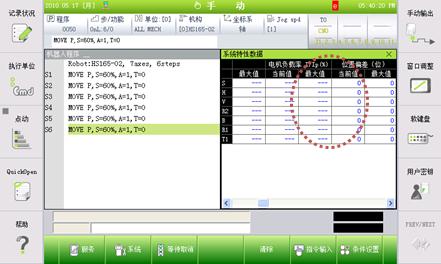 记录状况
2010.05.17 [月]
手 动
05:40:20 PM
手动输出
程序
步/功能
单位:[0]
机构
坐标系
Jog spd
TO
0050
0nL:6/0
ALL MECH
[0]HS165-02
轴
[1]
CMD
MOVE P,S=60%,A=1,T=0
执行单位
Cmd
点动
QuickOpen
帮助
机器人程序
Robot:HS165-02, Taxes, 6steps
S1 MOVE P,S=60%,A=1,T=0
S2 MOVE P,S=60%,A=1,T=0
S3 MOVE P,S=60%,A=1,T=0
S4 MOVE P,S=60%,A=1,T=0
S5 MOVE P,S=60%,A=1,T=0
S6 MOVE P,S=60%,A=1,T=0
系统特性数据
电机负载率 I/Ip(%) 位置偏差 (位)
最大值 当前值 最大值 当前值 最大值
S --- --- --- 0 0
H --- --- --- 0 0
V --- --- --- 0 0
R2 --- --- --- 0 0
B --- --- --- 0 0
R1 --- --- --- 0 0
T1 --- --- --- 0 0
窗口调整
软键盘
用户密钥
PREV/NEXT
服务
系统
等待取消
清除
指令输入
条件设置